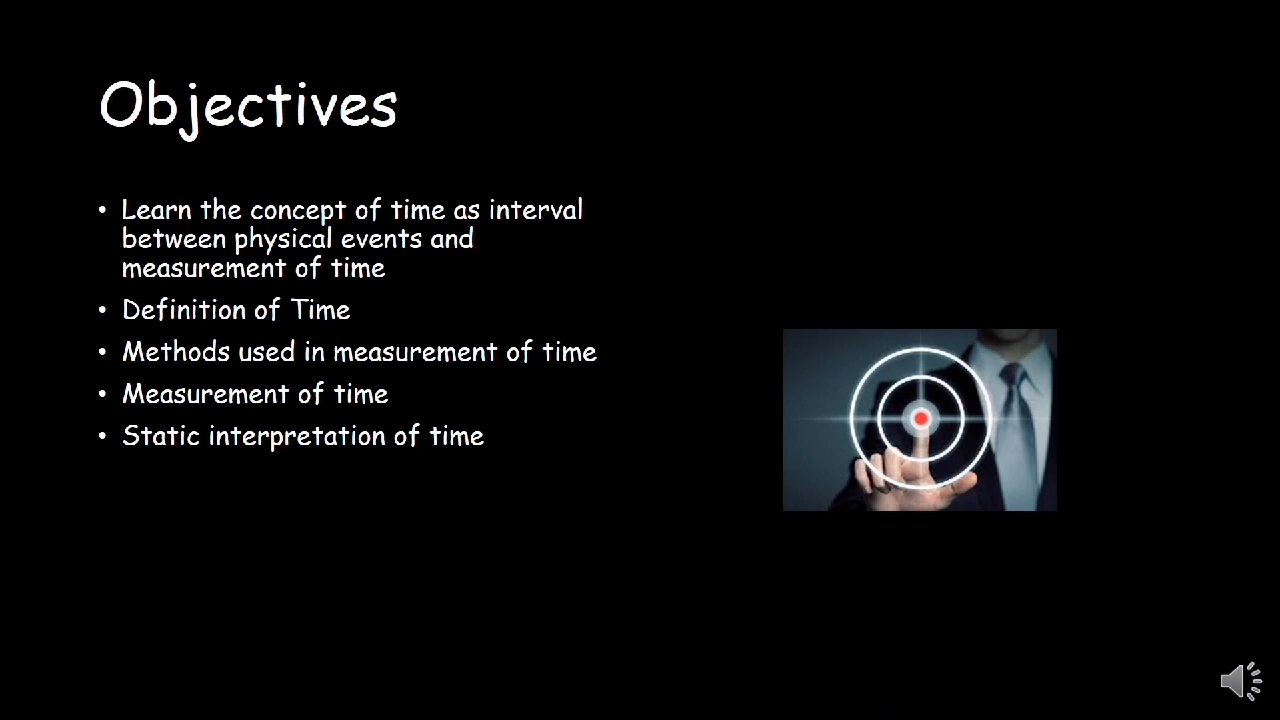 Objectives
• Learn the concept of time as interval
between physical events and
measurement of time
• Definition of Time
• Methods used in measurement of time
• Measurement of time
• Static interpretation of time